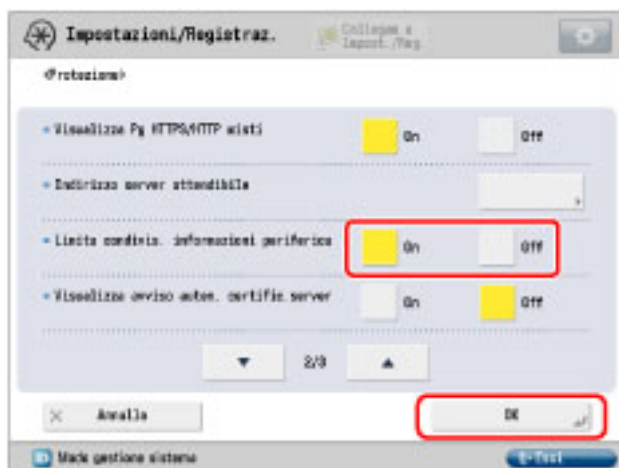 Impostazioni/Registraz.
Collegam a
Impost./Reg.
<Protezione>
Visualizza Pg HTTPS/HTTP misti
On
Off
Indirizzo server attendibile
Limita condivis. informazioni periferica
On
Off
Visualizza avviso auten. certific.server
On
Off
2/3
Annulla
OK
Modo gestione sistema